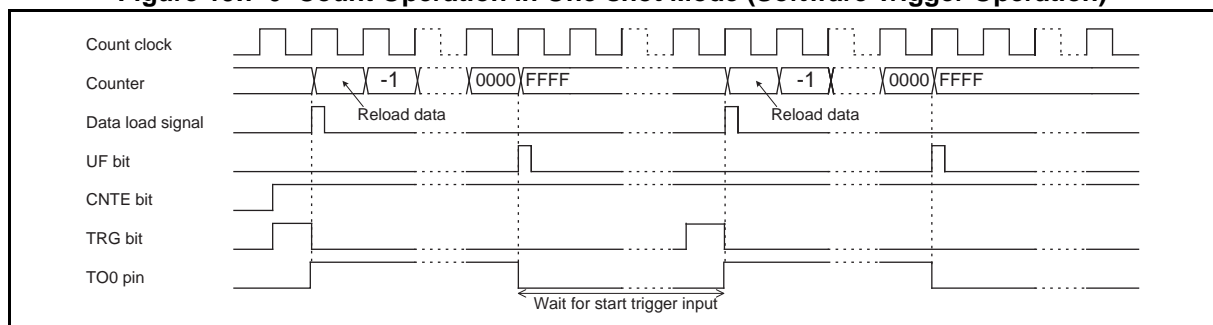 Count clock
Counter -1 0000 FFFF -1 0000 FFFF
Reload data Reload data
Data load signal
UF bit
CNTE bit
TRG bit
TO0 pin
Wait for start trigger input